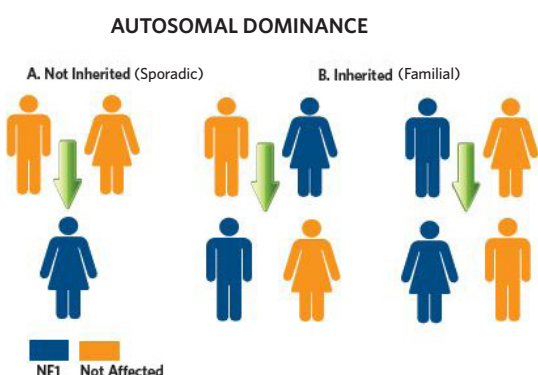 AUTOSOMAL DOMINANCE
A. Not Inherited (Sporadic)
B. Inherited (Familial)
NF1
Not Affected